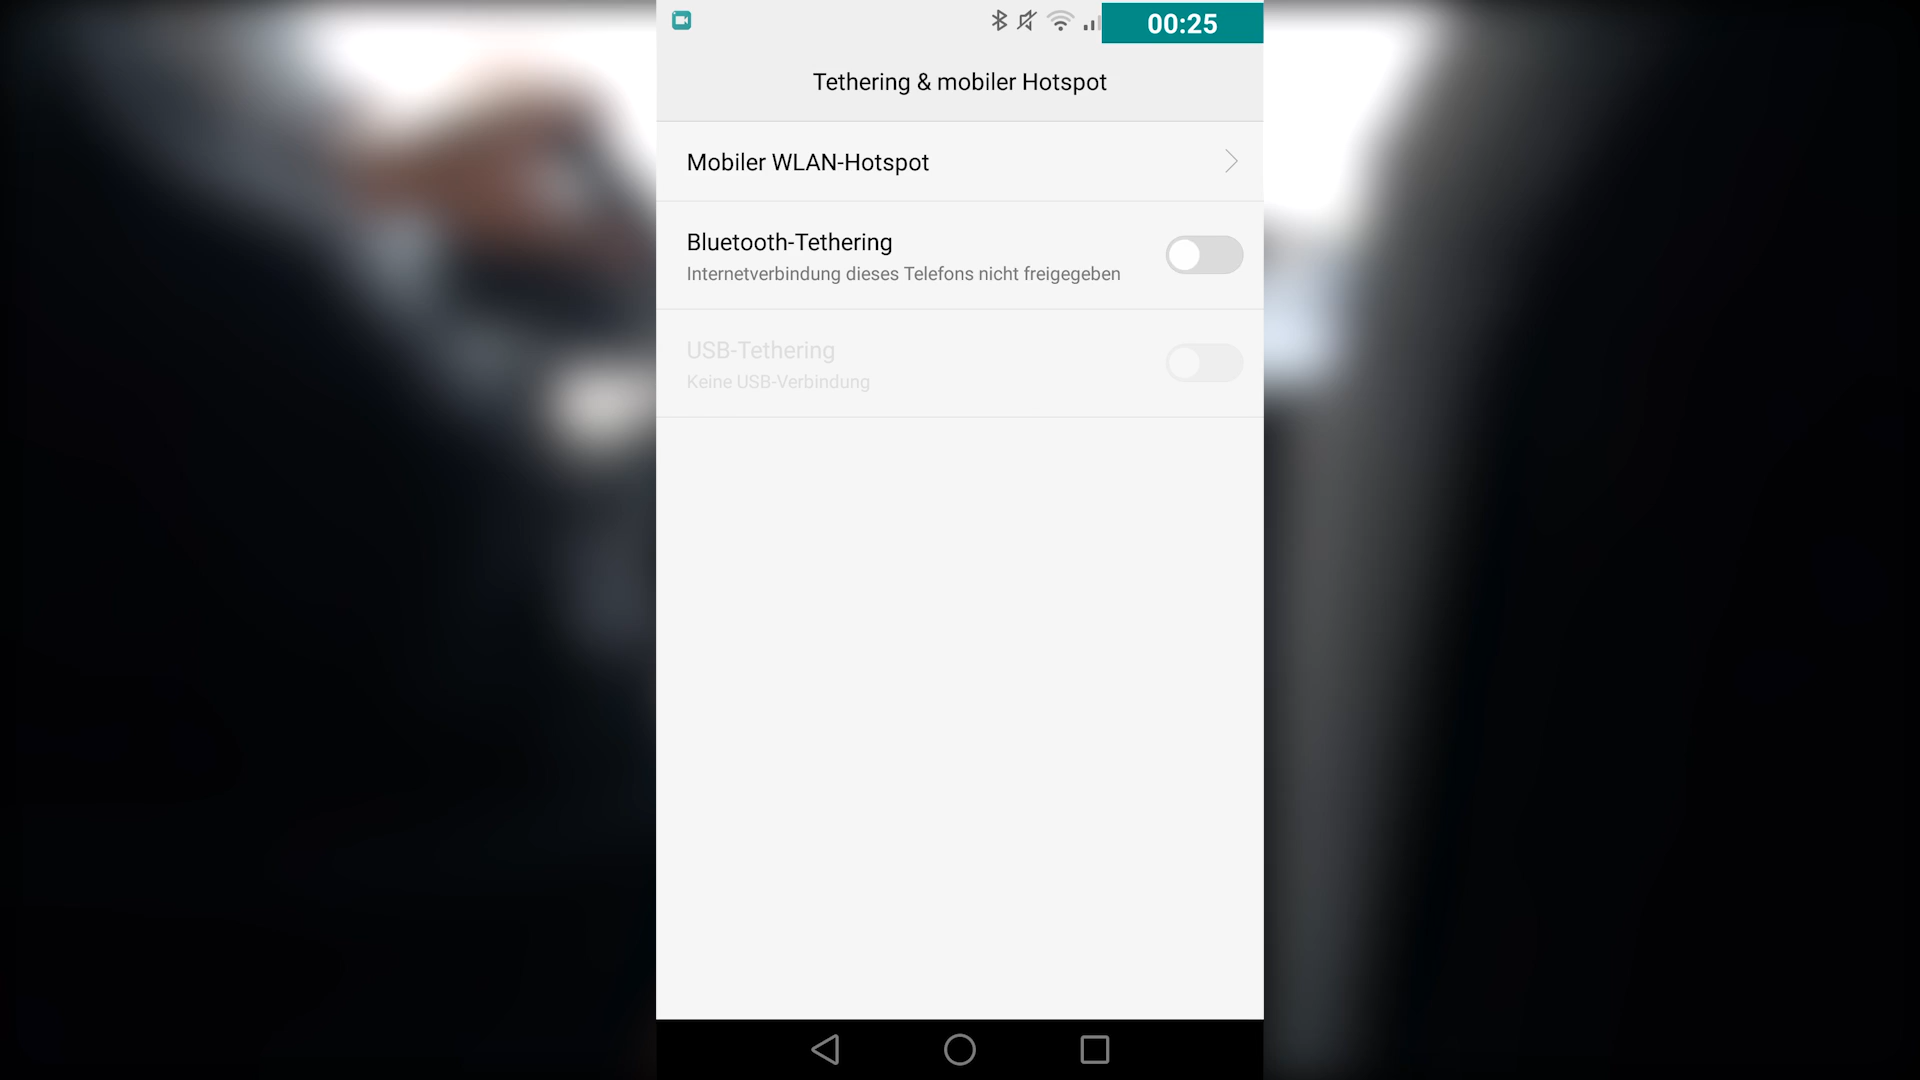 00:25
Tethering & mobiler Hotspot
Mobiler WLAN-Hotspot
Bluetooth-Tethering
Internetverbindung dieses Telefons nicht freigegeben
USB-Tethering
Keine USB-Verbindung